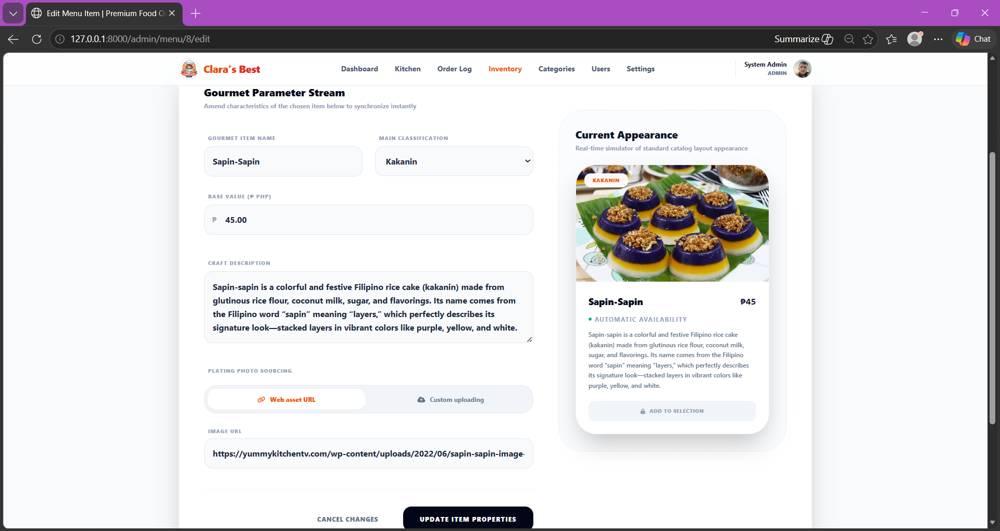 Edit Menu Item | Premium Food O
127.0.0.1:8000/admin/menu/8/edit
Summarize
Chat
Clara's Best
Dashboard
Kitchen
Order Log
Inventory
Categories
Users
Settings
System Admin
ADMIN
Gourmet Parameter Stream
Amend characteristics of the chosen item below to synchronize instantly
GOURMET ITEM NAME
MAIN CLASSIFICATION
Sapin-Sapin
Kakanin
BASE VALUE (₱ PHP)
₱ 45.00
CRAFT DESCRIPTION
Sapin-sapin is a colorful and festive Filipino rice cake (kakanin) made from
glutinous rice flour, coconut milk, sugar, and flavorings. Its name comes from
the Filipino word “sapin” meaning “layers,” which perfectly describes its
signature look—stacked layers in vibrant colors like purple, yellow, and white.
PLATING PHOTO SOURCING
Web asset URL
Custom uploading
IMAGE URL
https://yummykitchentv.com/wp-content/uploads/2022/06/sapin-sapin-image-
CANCEL CHANGES
UPDATE ITEM PROPERTIES
Current Appearance
Real-time simulator of standard catalog layout appearance
KAKANIN
Sapin-Sapin
₱45
AUTOMATIC AVAILABILITY
Sapin-sapin is a colorful and festive Filipino rice cake
(kakanin) made from glutinous rice flour, coconut milk,
sugar, and flavorings. Its name comes from the Filipino
word “sapin” meaning “layers,” which perfectly describes
its signature look—stacked layers in vibrant colors like
purple, yellow, and white.
ADD TO SELECTION